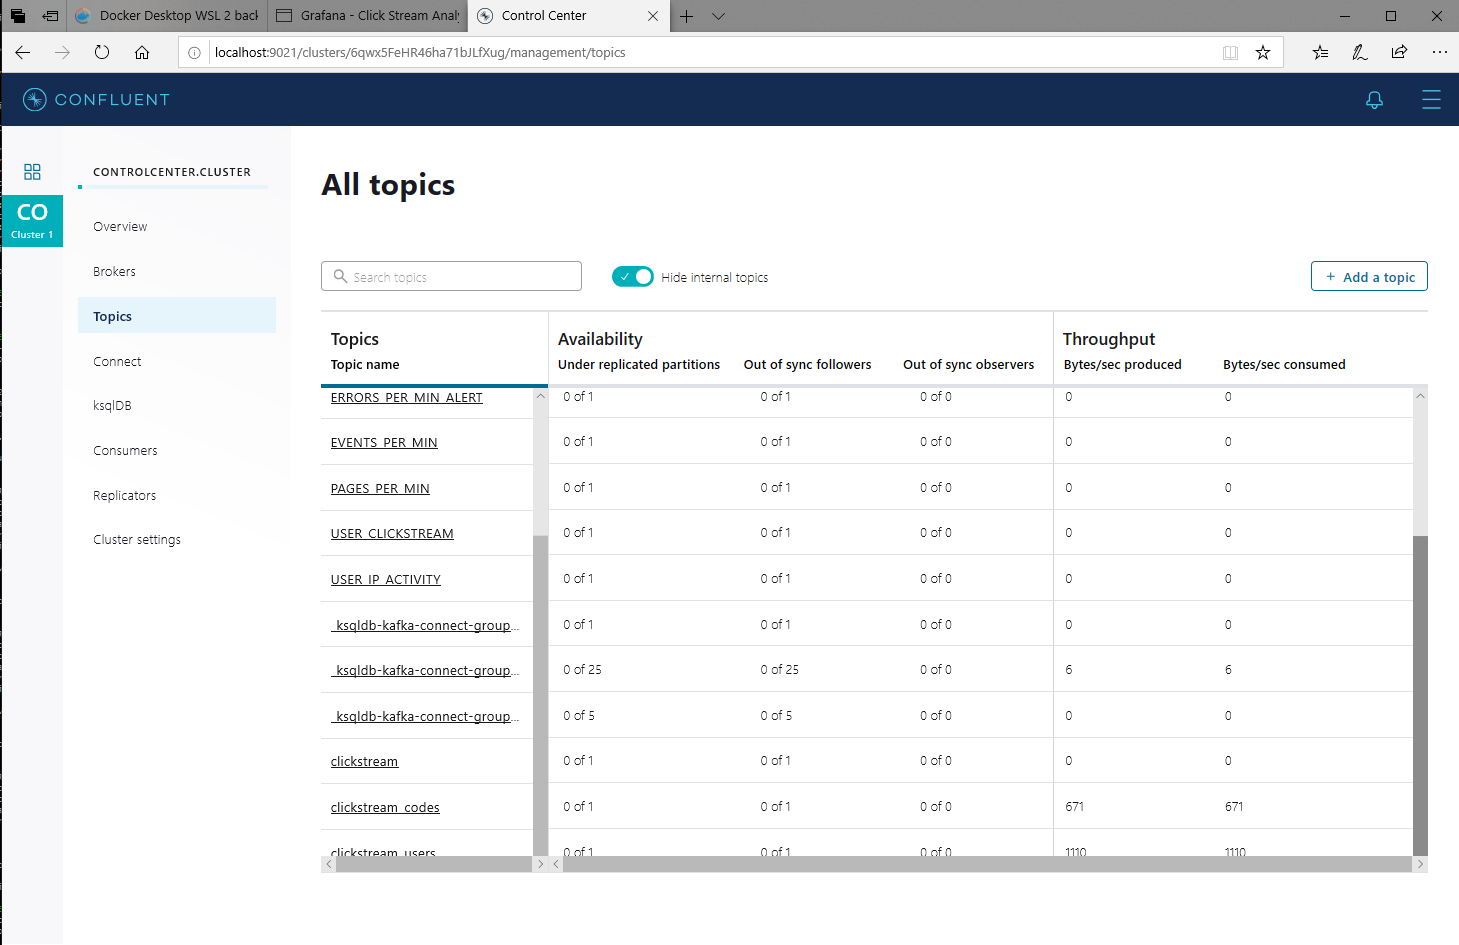 Docker Desktop WSL 2 back
Grafana - Click Stream Analy
Control Center
localhost:9021/clusters/6qwx5FeHR46ha71bJLfXug/management/topics
CONFLUENT
CO
Cluster 1
CONTROLCENTER.CLUSTER
Overview
Brokers
Topics
Connect
ksqlDB
Consumers
Replicators
Cluster settings
All topics
Search topics
Hide internal topics
+ Add a topic
Topics Availability Throughput
Topic name Under replicated partitions Out of sync followers Out of sync observers Bytes/sec produced Bytes/sec consumed
ERRORS_PER_MIN_ALERT 0 of 1 0 of 1 0 of 0 0 0
EVENTS_PER_MIN 0 of 1 0 of 1 0 of 0 0 0
PAGES_PER_MIN 0 of 1 0 of 1 0 of 0 0 0
USER_CLICKSTREAM 0 of 1 0 of 1 0 of 0 0 0
USER_IP_ACTIVITY 0 of 1 0 of 1 0 of 0 0 0
_ksqldb-kafka-connect-group... 0 of 1 0 of 1 0 of 0 0 0
_ksqldb-kafka-connect-group... 0 of 25 0 of 25 0 of 0 6 6
_ksqldb-kafka-connect-group... 0 of 5 0 of 5 0 of 0 0 0
clickstream 0 of 1 0 of 1 0 of 0 0 0
clickstream_codes 0 of 1 0 of 1 0 of 0 671 671
clickstream_users 0 of 1 0 of 1 0 of 0 1110 1110